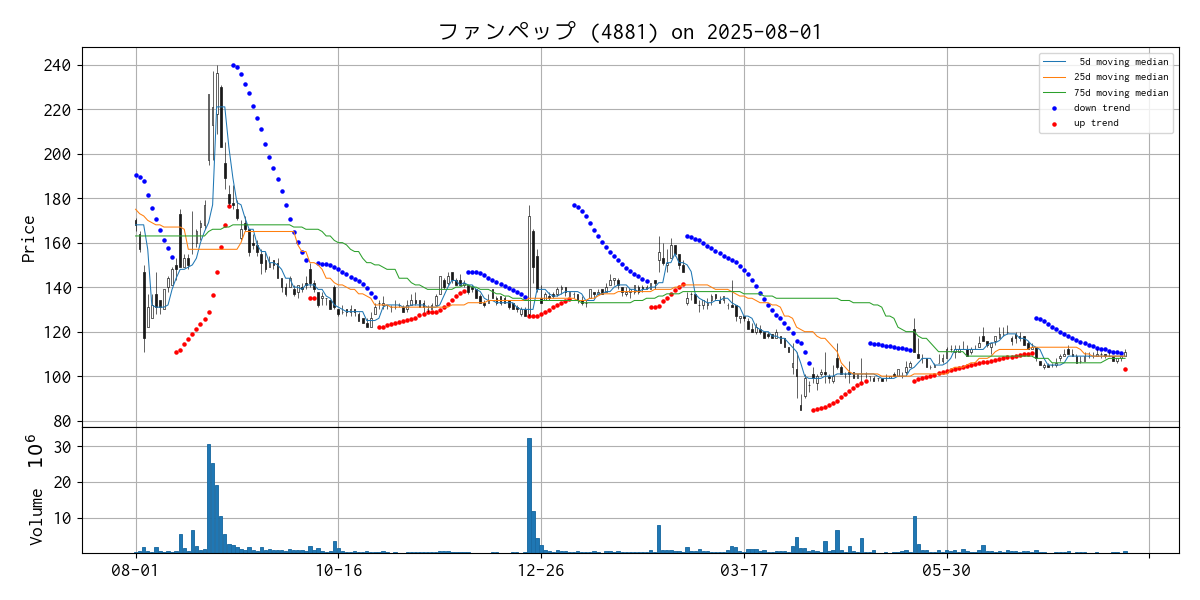 ファンペップ (4881) on 2025-08-01
240
220
200
180
160
140
120
100
80
Price
5d moving median
25d moving median
75d moving median
down trend
up trend
30
20
10
Volume 10^6
08-01
10-16
12-26
03-17
05-30